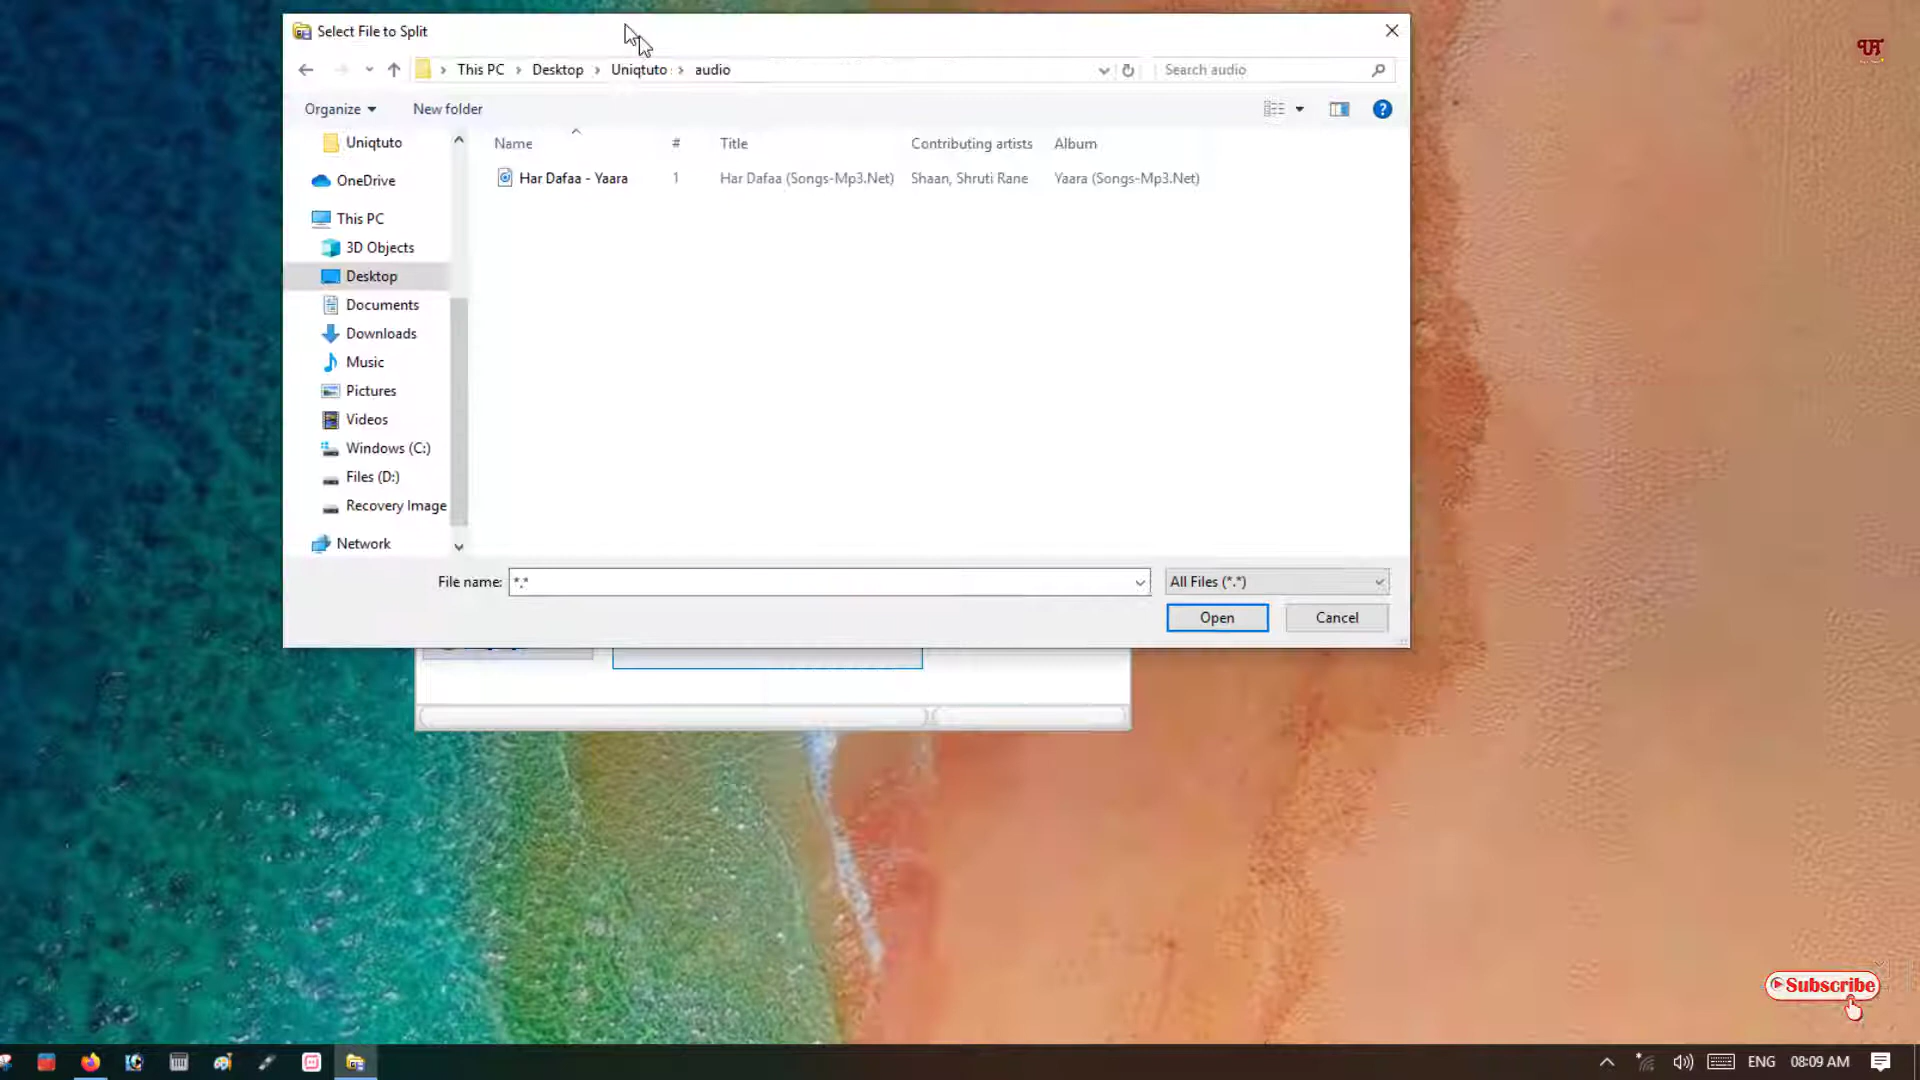 Select File to Split
This PC > Desktop > Uniqtuto > audio
Search audio
Organize
New folder
Name # Title Contributing artists Album
Har Dafaa - Yaara 1 Har Dafaa (Songs-Mp3.Net) Shaan, Shruti Rane Yaara (Songs-Mp3.Net)
Uniqtuto
OneDrive
This PC
3D Objects
Desktop
Documents
Downloads
Music
Pictures
Videos
Windows (C:)
Files (D:)
Recovery Image
Network
File name: *.*
All Files (*.*)
Open
Cancel
UT
Subscribe
ENG 08:09 AM